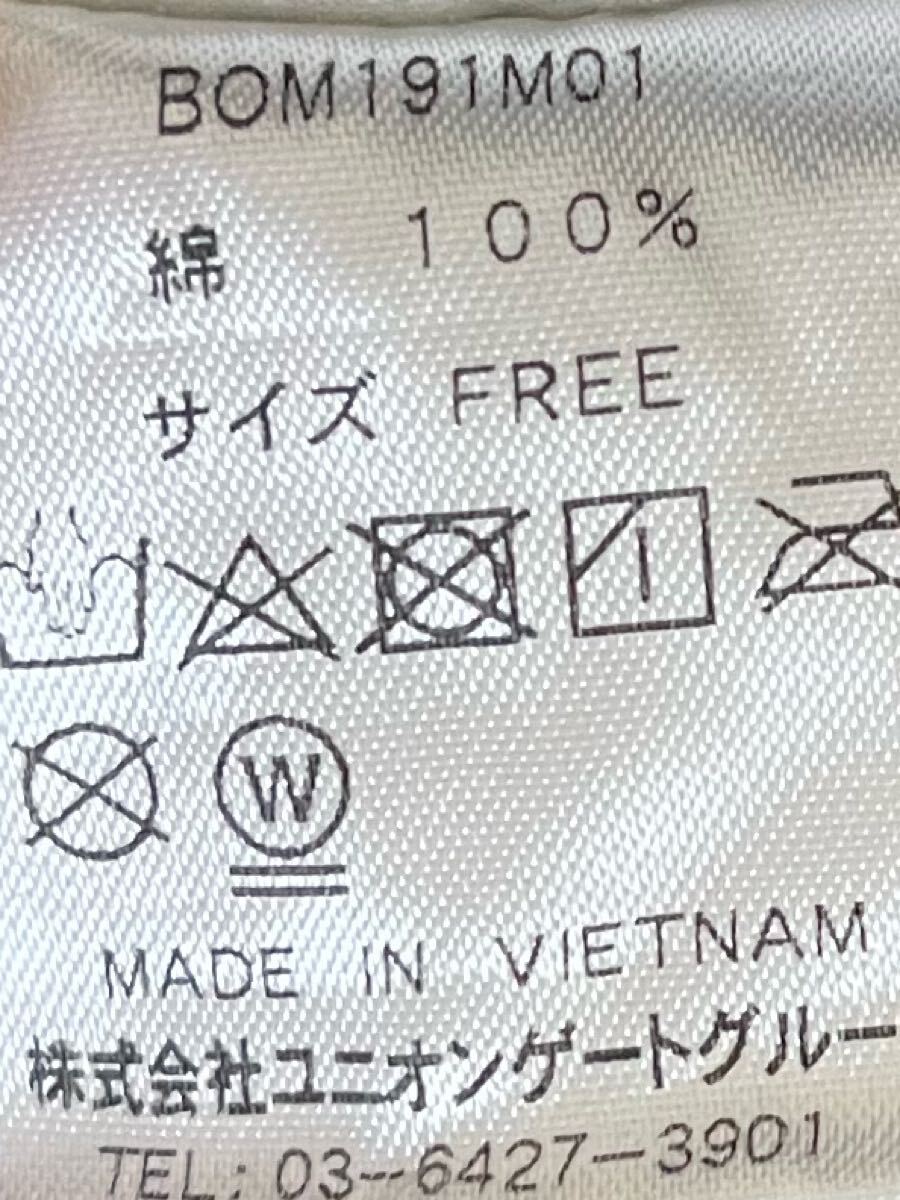 BOM191M01
綿 100%
サイズ FREE
W
MADE IN VIETNAM
株式会社ユニオンゲートグルー
TEL: 03-6427-3901